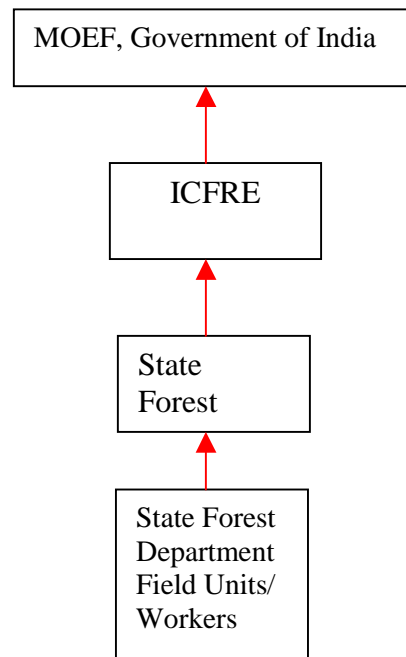 MOEF, Government of India
ICFRE
State
Forest
State Forest
Department
Field Units/
Workers